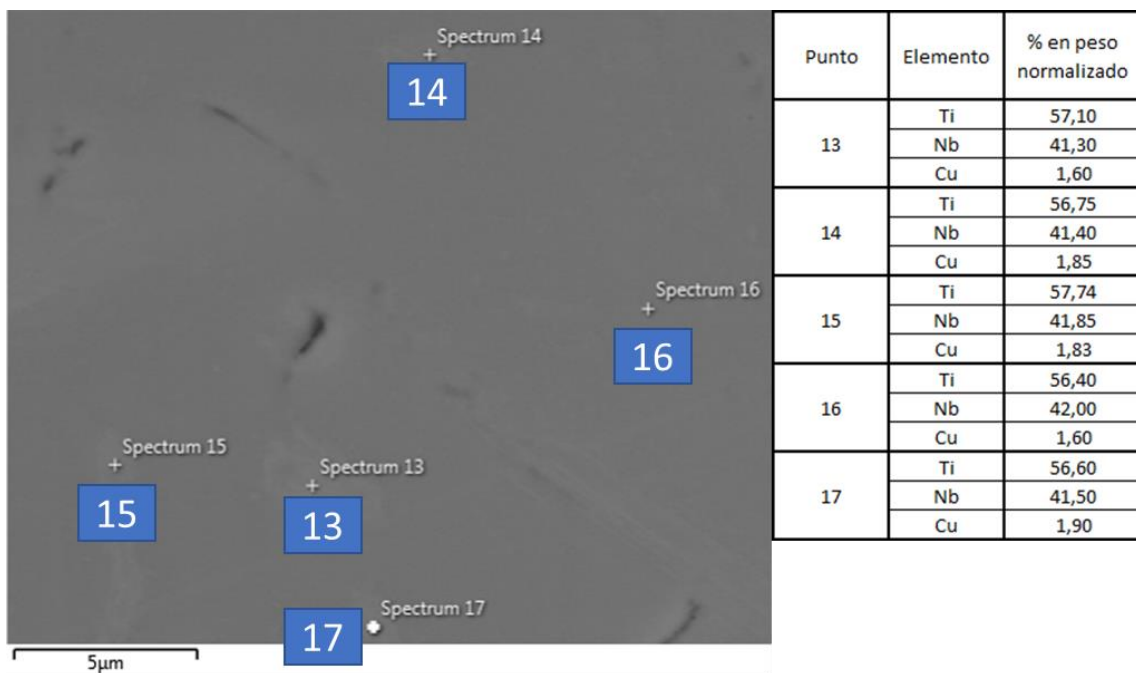 Spectrum 14
14
Spectrum 16
16
Spectrum 15
15
Spectrum 13
13
Spectrum 17
17
5µm
Punto Elemento % en peso normalizado
13 Ti 57,10
Nb 41,30
Cu 1,60
14 Ti 56,75
Nb 41,40
Cu 1,85
15 Ti 57,74
Nb 41,85
Cu 1,83
16 Ti 56,40
Nb 42,00
Cu 1,60
17 Ti 56,60
Nb 41,50
Cu 1,90